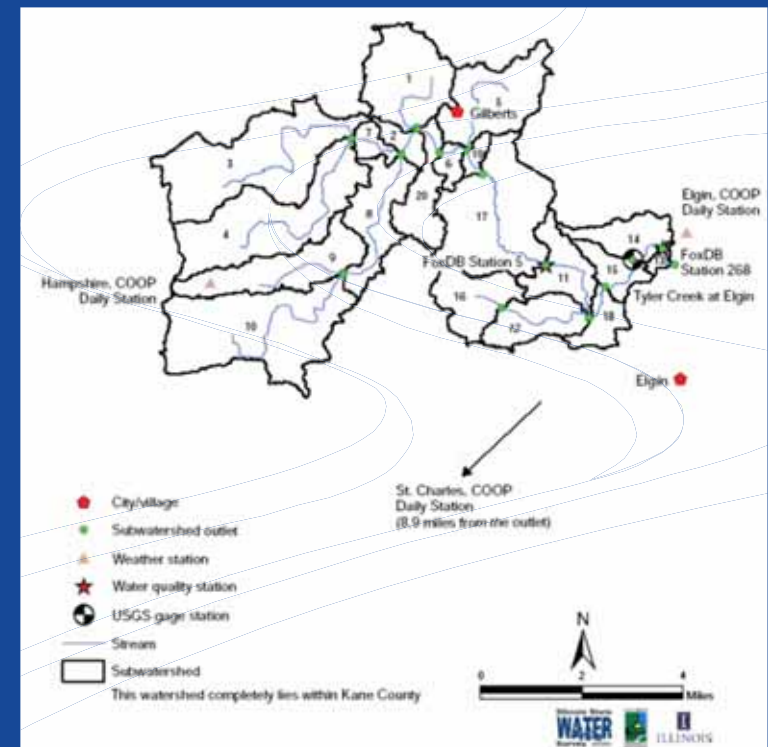 1
5
Gilberts
7
2
3
6
19
20
8
17
4
Elgin, COOP
Daily Station
14
9
FoxDB Station 5
FoxDB
Station 268
Hampshire, COOP
Daily Station
11
15
16
Tyler Creek at Elgin
10
12
18
Elgin
St. Charles, COOP
Daily Station
(8.9 miles from the outlet)
City/village
Subwatershed outlet
Weather station
Water quality station
USGS gage station
Stream
Subwatershed
This watershed completely lies within Kane County
N
0 2 4
Miles
Illinois State
WATER
Survey
ILLINOIS